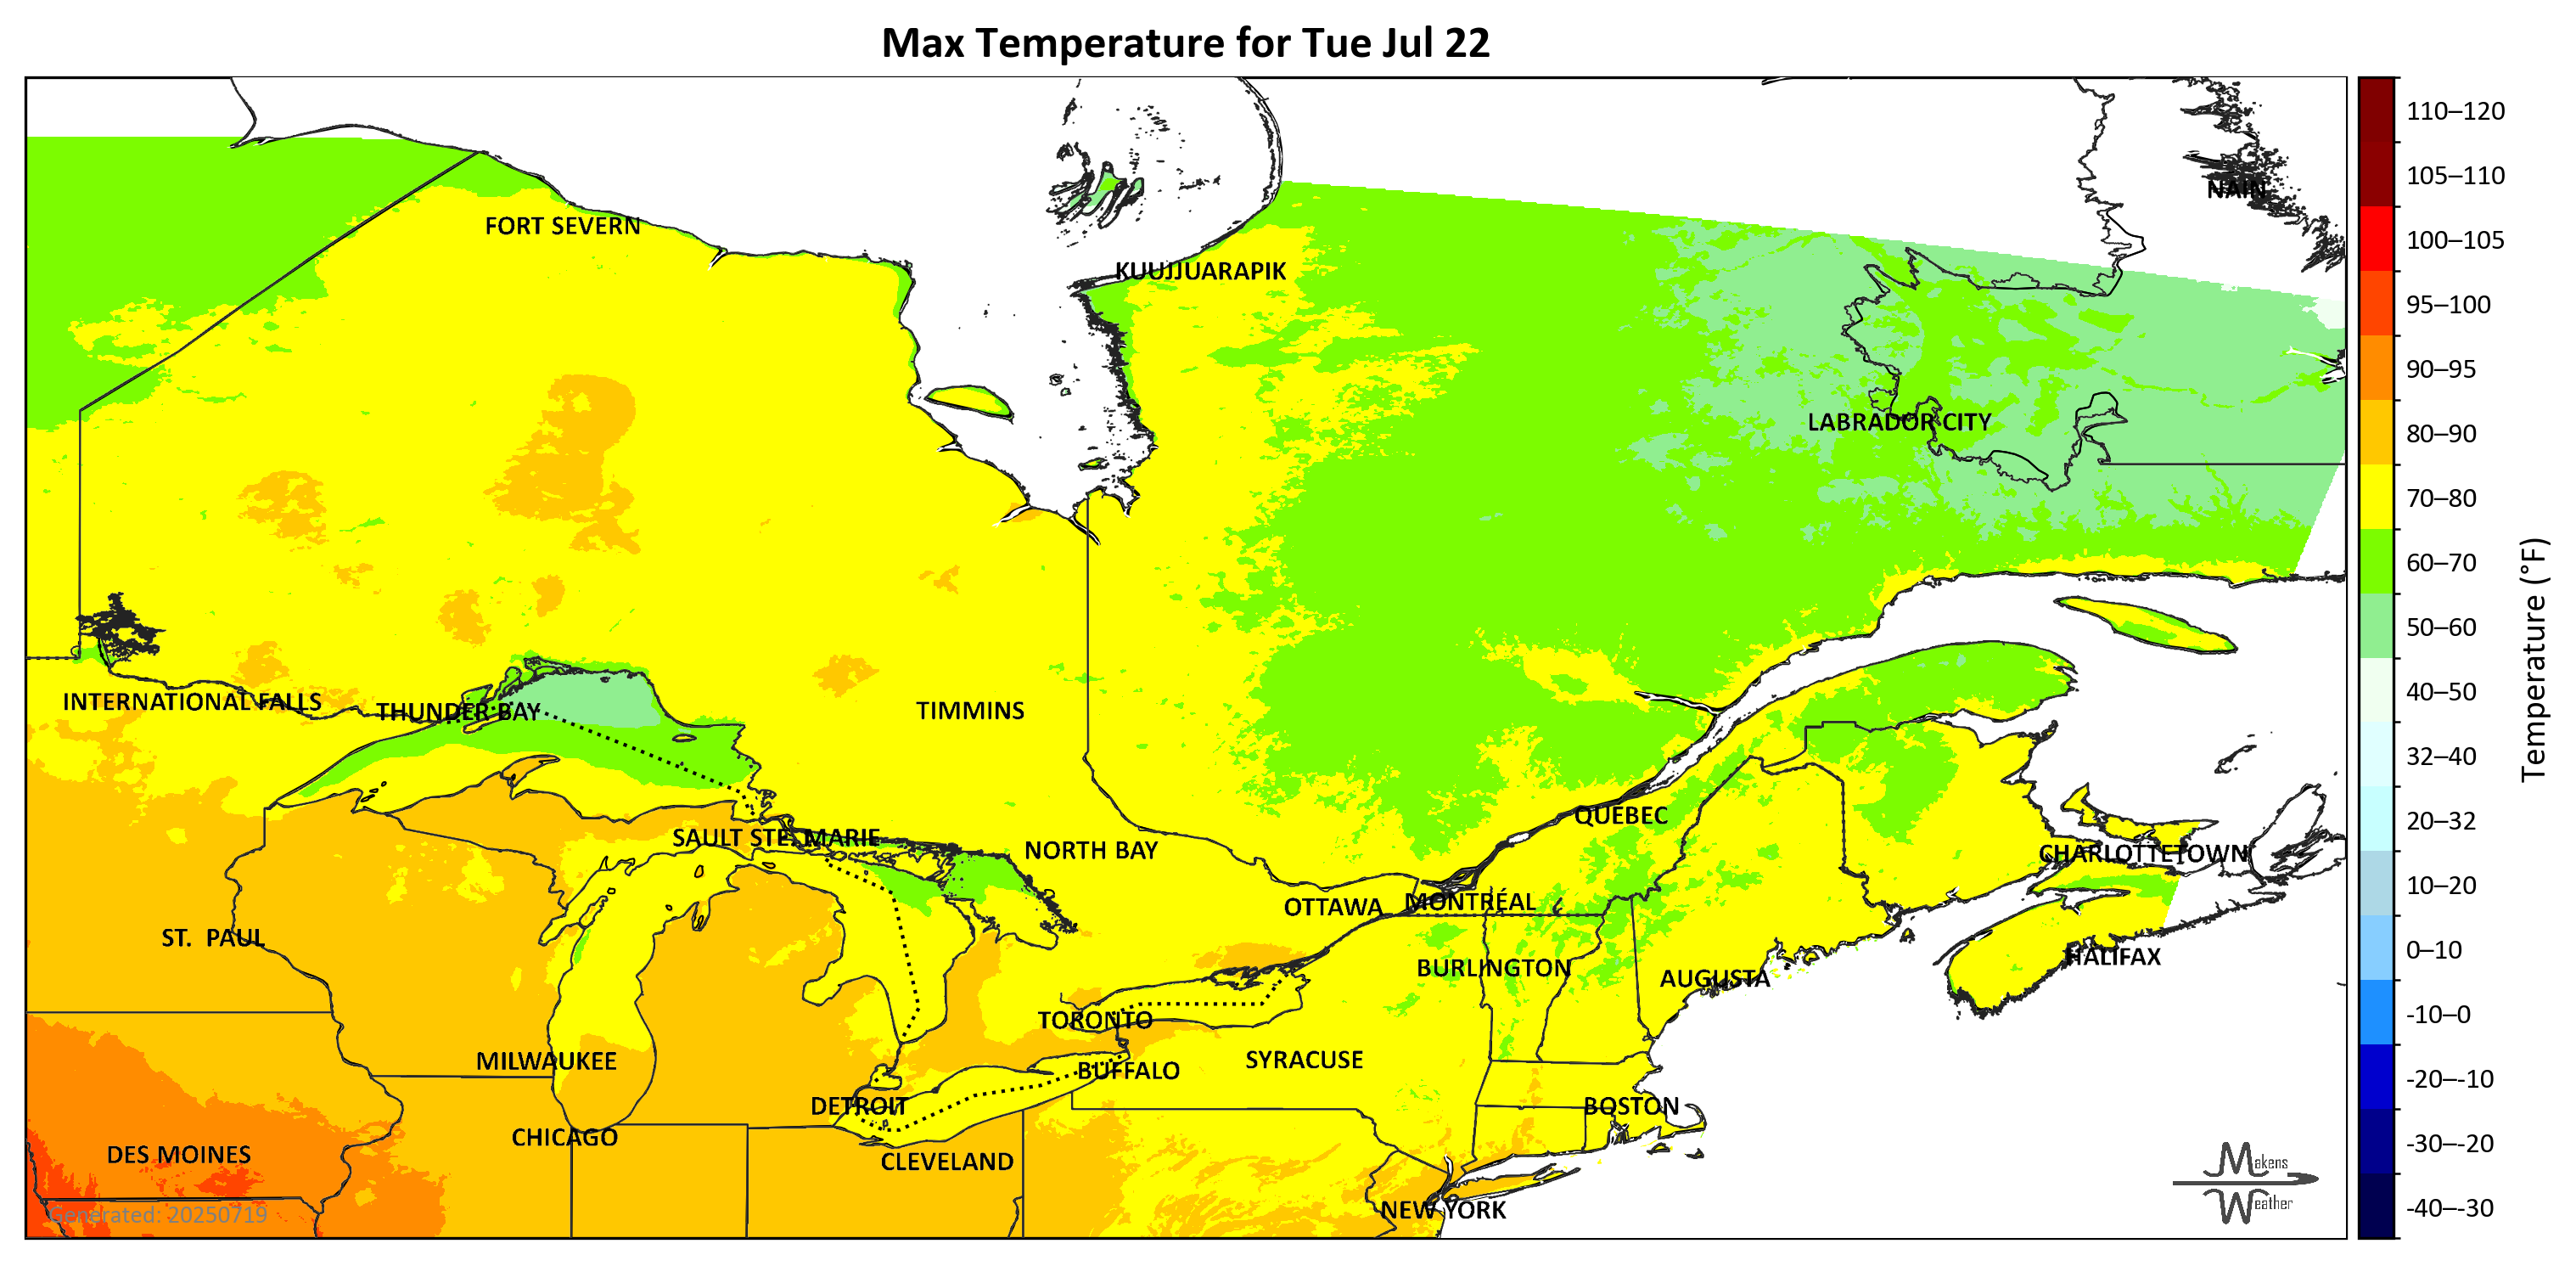 Max Temperature for Tue Jul 22
NAIN
FORT SEVERN
KUUJJUARAPIK
LABRADOR CITY
INTERNATIONAL FALLS
THUNDER BAY
TIMMINS
QUEBEC
SAULT STE. MARIE
NORTH BAY
CHARLOTTETOWN
OTTAWA
MONTRÉAL
ST. PAUL
HALIFAX
BURLINGTON
AUGUSTA
TORONTO
MILWAUKEE
SYRACUSE
BUFFALO
DETROIT
BOSTON
CHICAGO
DES MOINES
CLEVELAND
NEW YORK
Generated: 20250719
Makens
Weather
110–120
105–110
100–105
95–100
90–95
80–90
70–80
60–70
50–60
40–50
32–40
20–32
10–20
0–10
-10–0
-20–-10
-30–-20
-40–-30
Temperature (°F)